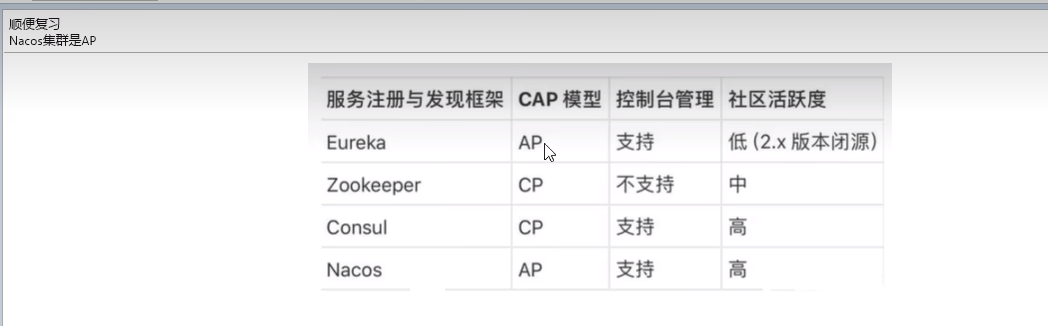 顺便复习
Nacos集群是AP
服务注册与发现框架 CAP 模型 控制台管理 社区活跃度
Eureka AP 支持 低 (2.x 版本闭源)
Zookeeper CP 不支持 中
Consul CP 支持 高
Nacos AP 支持 高